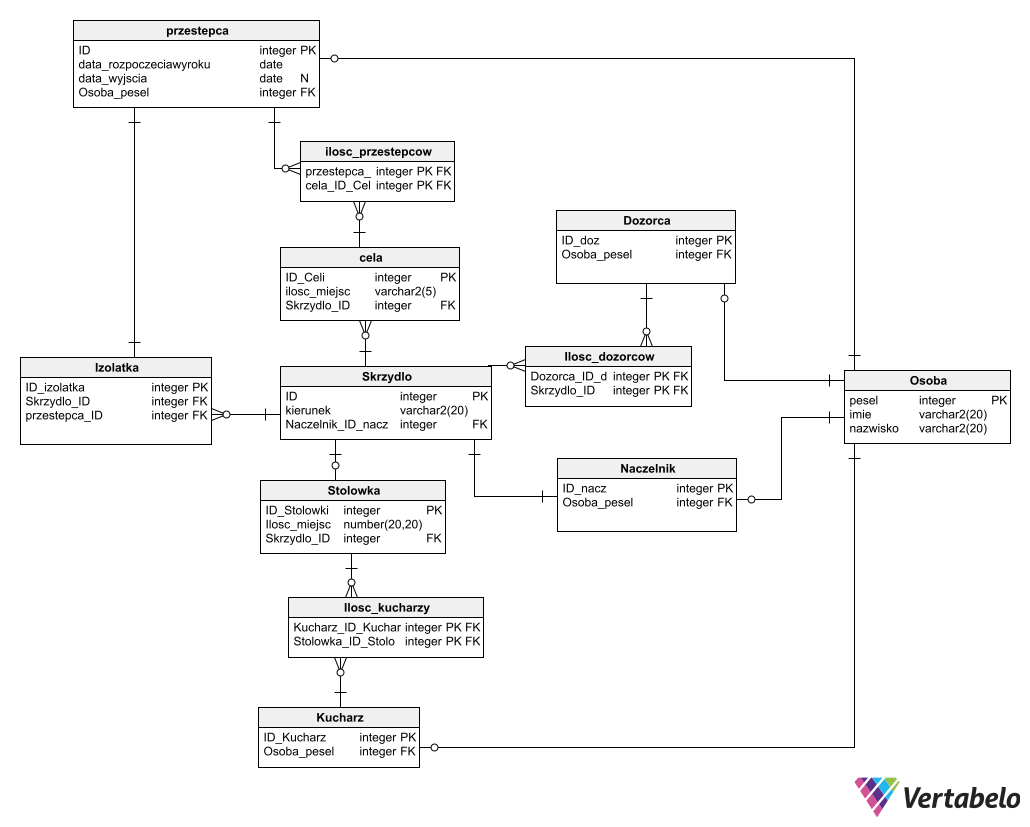 przestepca
ID integer PK
data_rozpoczeciawyroku date
data_wyjscia date N
Osoba_pesel integer FK
ilosc_przestepcow
przestepca_ integer PK FK
cela_ID_Cel integer PK FK
Dozorca
ID_doz integer PK
Osoba_pesel integer FK
cela
ID_Celi integer PK
ilosc_miejsc varchar2(5)
Skrzydlo_ID integer FK
Izolatka
ID_izolatka integer PK
Skrzydlo_ID integer FK
przestepca_ID integer FK
Skrzydlo
ID integer PK
kierunek varchar2(20)
Naczelnik_ID_nacz integer FK
Ilosc_dozorcow
Dozorca_ID_d integer PK FK
Skrzydlo_ID integer PK FK
Osoba
pesel integer PK
imie varchar2(20)
nazwisko varchar2(20)
Naczelnik
ID_nacz integer PK
Osoba_pesel integer FK
Stolowka
ID_Stolowki integer PK
Ilosc_miejsc number(20,20)
Skrzydlo_ID integer FK
Ilosc_kucharzy
Kucharz_ID_Kuchar integer PK FK
Stolowka_ID_Stolo integer PK FK
Kucharz
ID_Kucharz integer PK
Osoba_pesel integer FK
Vertabelo